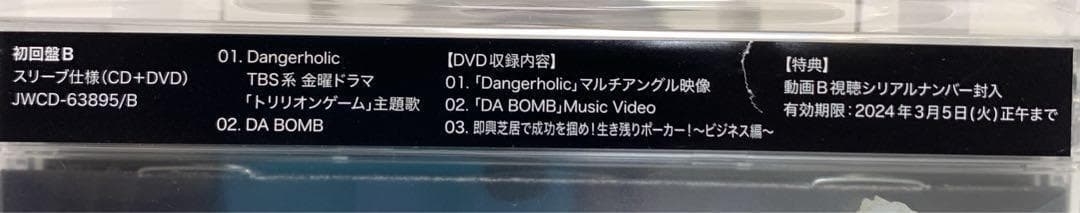 初回盤B
スリーブ仕様(CD+DVD)
JWCD-63895/B
01. Dangerholic
TBS系 金曜ドラマ
「トリリオンゲーム」主題歌
02. DA BOMB
【DVD収録内容】
01.「Dangerholic」マルチアングル映像
02.「DA BOMB」Music Video
03. 即興芝居で成功を掴め!生き残りポーカー!〜ビジネス編〜
【特典】
動画B視聴シリアルナンバー封入
有効期限:2024年3月5日(火)正午まで